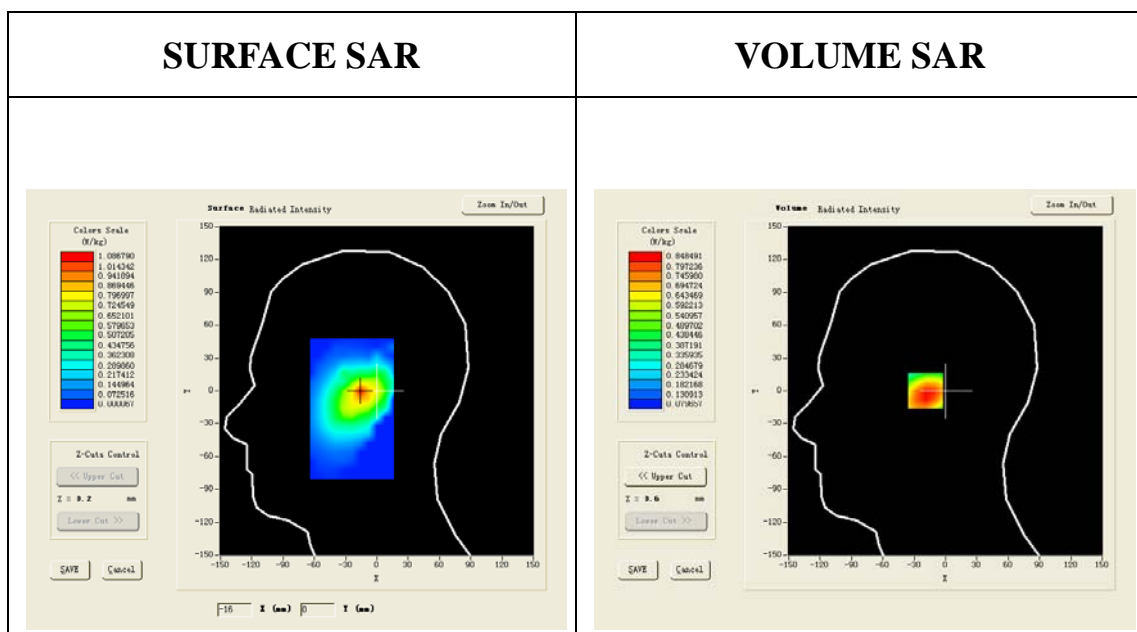 SURFACE SAR
VOLUME SAR
Surface Radiated Intensity
Zoom In/Out
Colors Scale
(W/kg)
1.086790
1.014342
0.941894
0.869446
0.796997
0.724549
0.652101
0.579653
0.507205
0.434756
0.362308
0.289860
0.217412
0.144964
0.072516
0.000067
150
120
90
60
30
0
-30
-60
-90
-120
-150
Y
-150 -120 -90 -60 -30 0 30 60 90 120 150
X
Z-Cuts Control
<< Upper Cut
Z = 0.2 mm
Lower Cut >>
SAVE Cancel
-16 X (mm) 0 Y (mm)
Volume Radiated Intensity
Zoom In/Out
Colors Scale
(W/kg)
0.848491
0.797236
0.745980
0.694724
0.643469
0.592213
0.540957
0.489702
0.438446
0.387191
0.335935
0.284679
0.233424
0.182168
0.130913
0.079657
150
120
90
60
30
0
-30
-60
-90
-120
-150
Y
-150 -120 -90 -60 -30 0 30 60 90 120 150
X
Z-Cuts Control
<< Upper Cut
Z = 0.6 mm
Lower Cut >>
SAVE Cancel